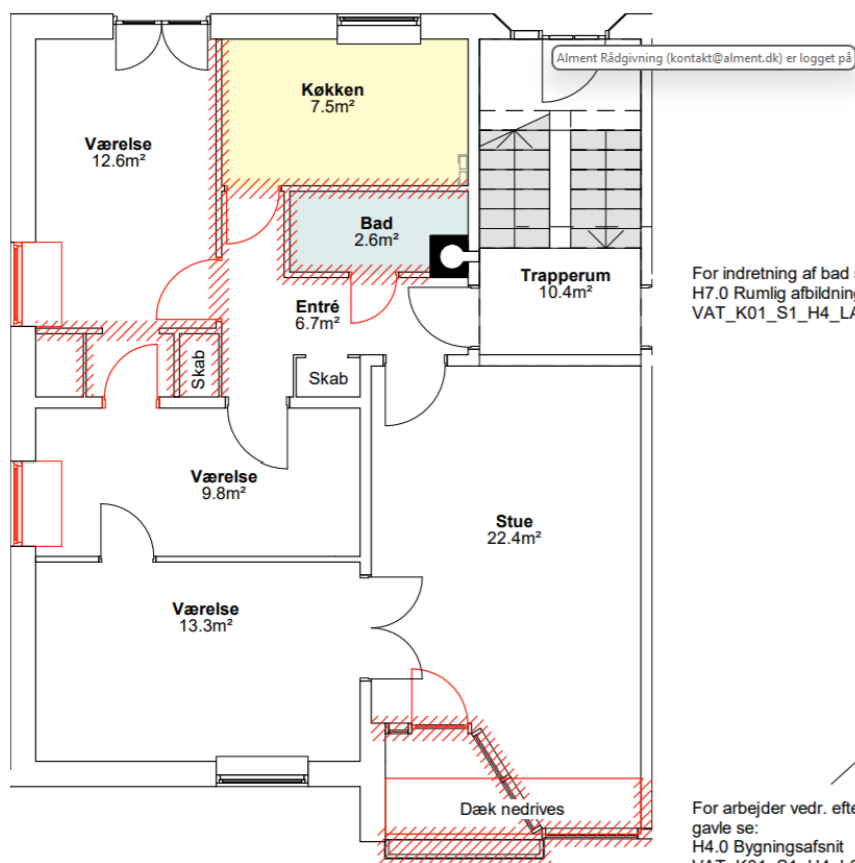 Alment Rådgivning (kontakt@alment.dk) er logget på
Køkken
7.5m²
Værelse
12.6m²
Bad
2.6m²
Trapperum
10.4m²
Entré
6.7m²
Skab
Skab
Værelse
9.8m²
Stue
22.4m²
Værelse
13.3m²
Dæk nedrives
For indretning af bad s
H7.0 Rumlig afbildning
VAT_K01_S1_H4_LA
For arbejder vedr. efte
gavle se:
H4.0 Bygningsafsnit